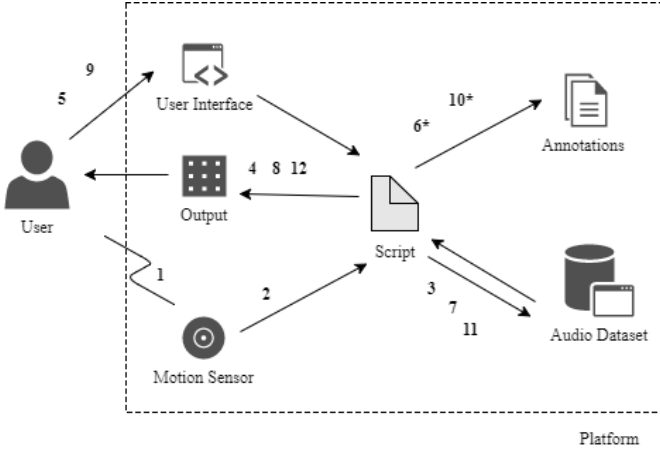 9
5
User Interface
10*
6*
Annotations
4 8 12
User
Output
Script
1
2
3
7
11
Audio Dataset
Motion Sensor
Platform